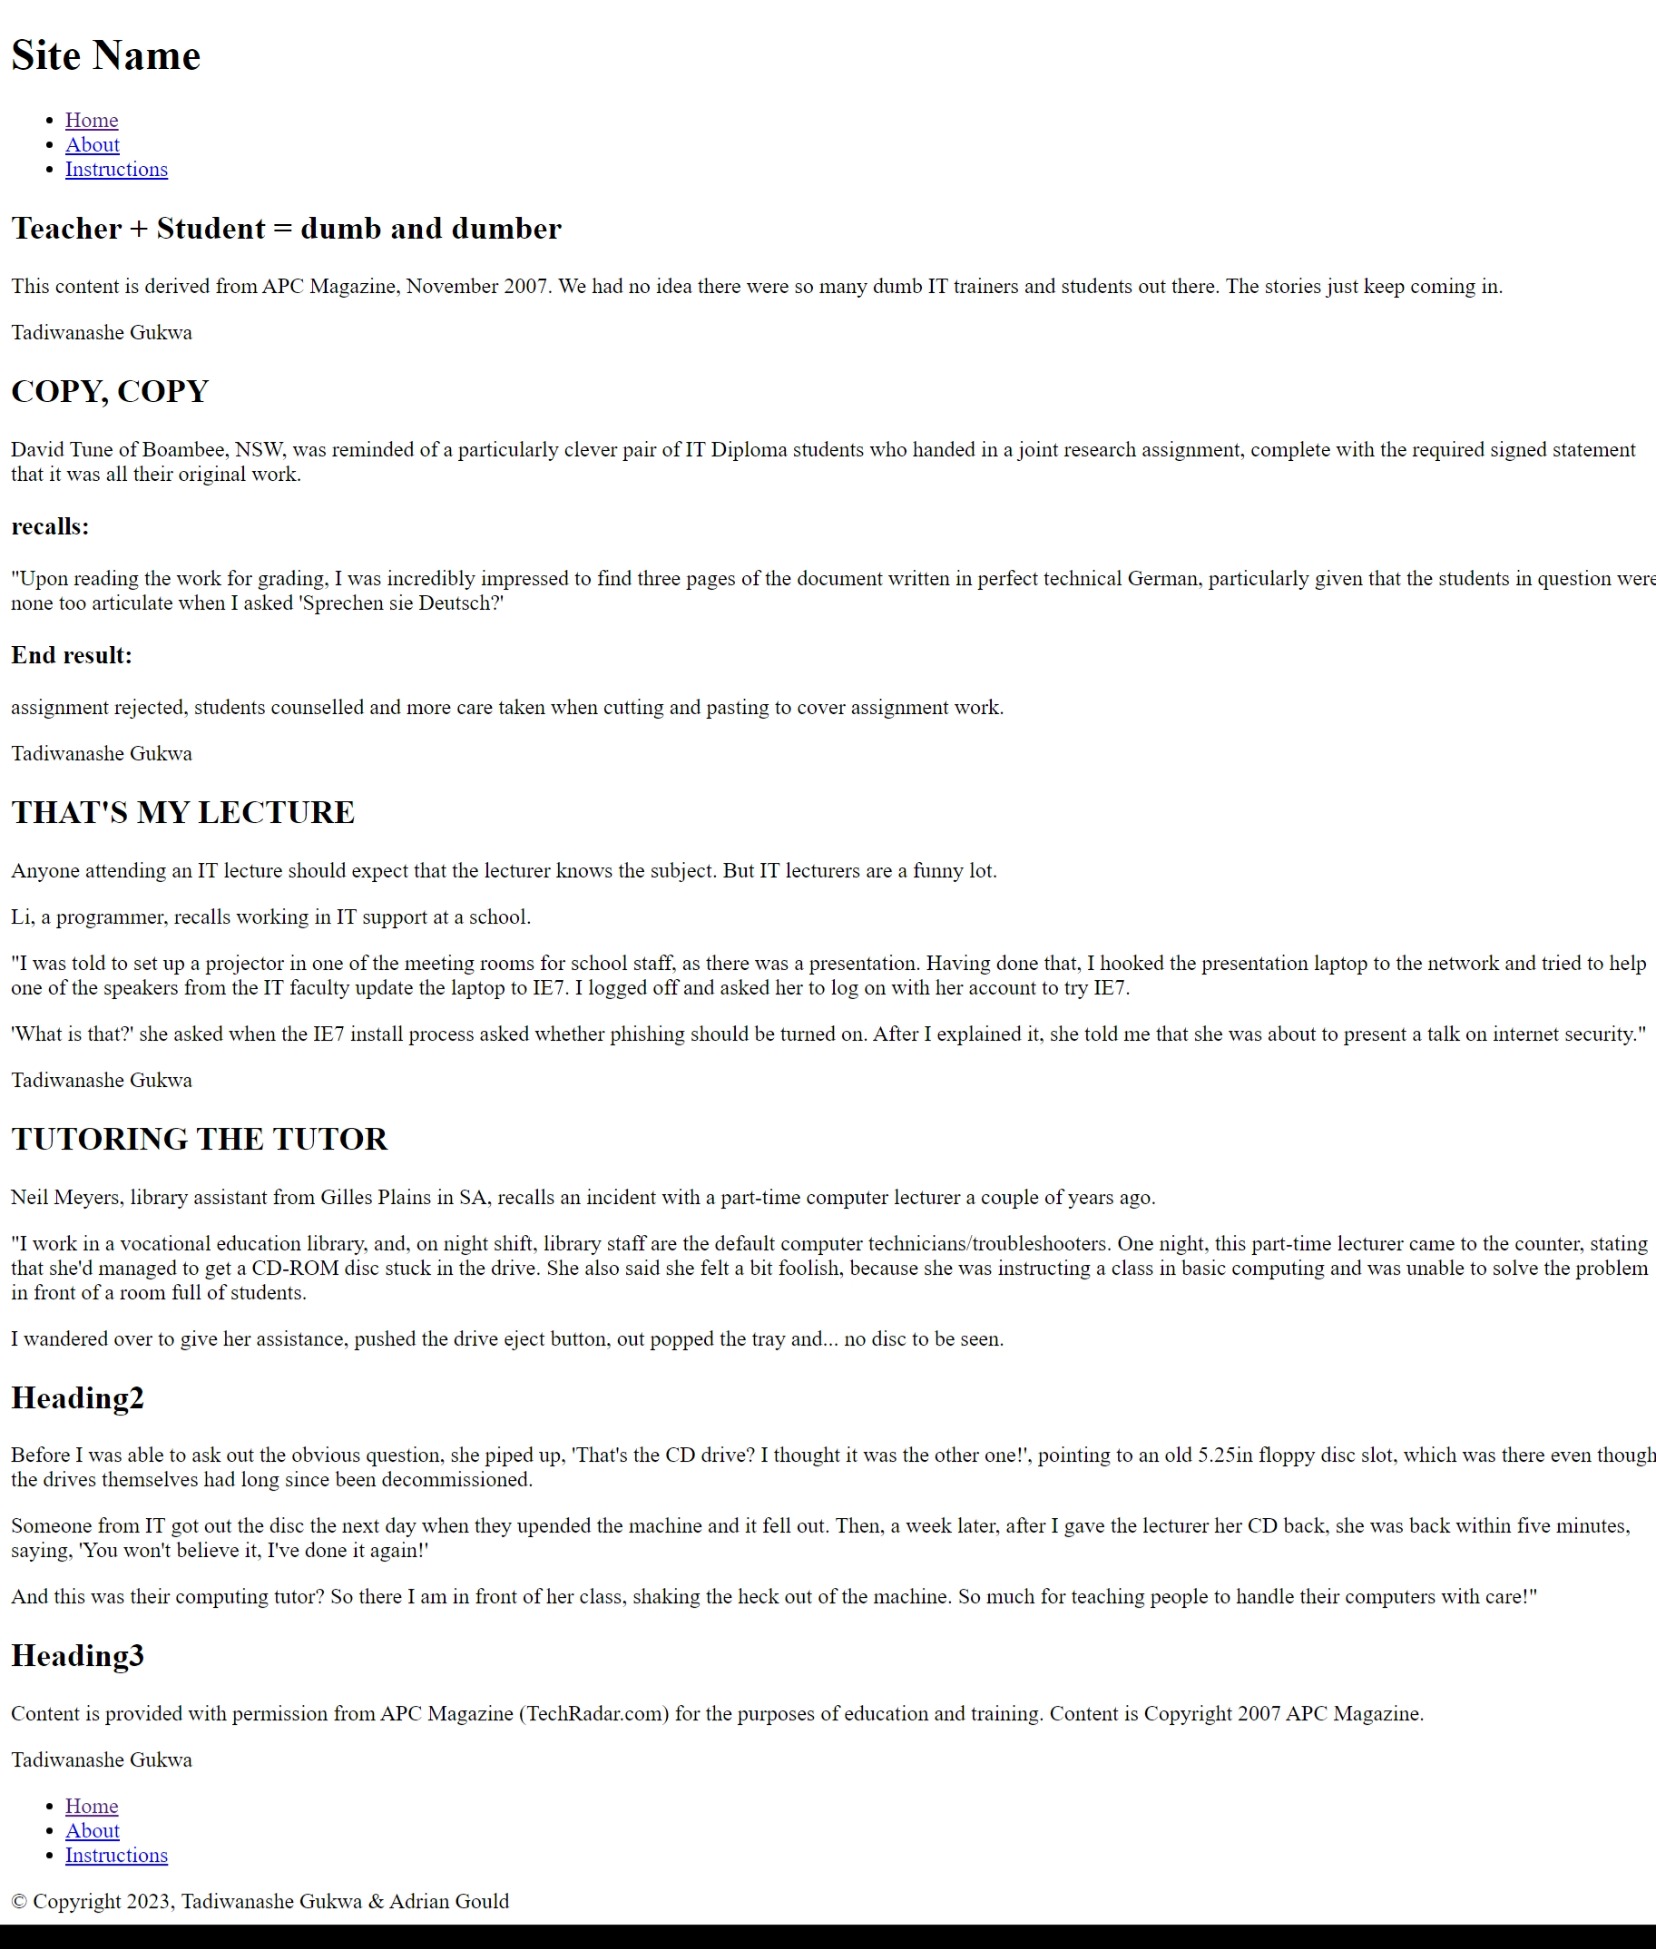 Site Name
Home
About
Instructions
Teacher + Student = dumb and dumber
This content is derived from APC Magazine, November 2007. We had no idea there were so many dumb IT trainers and students out there. The stories just keep coming in.
Tadiwanashe Gukwa
COPY, COPY
David Tune of Boambee, NSW, was reminded of a particularly clever pair of IT Diploma students who handed in a joint research assignment, complete with the required signed statement
that it was all their original work.
recalls:
"Upon reading the work for grading, I was incredibly impressed to find three pages of the document written in perfect technical German, particularly given that the students in question were
none too articulate when I asked 'Sprechen sie Deutsch?'
End result:
assignment rejected, students counselled and more care taken when cutting and pasting to cover assignment work.
Tadiwanashe Gukwa
THAT'S MY LECTURE
Anyone attending an IT lecture should expect that the lecturer knows the subject. But IT lecturers are a funny lot.
Li, a programmer, recalls working in IT support at a school.
"I was told to set up a projector in one of the meeting rooms for school staff, as there was a presentation. Having done that, I hooked the presentation laptop to the network and tried to help
one of the speakers from the IT faculty update the laptop to IE7. I logged off and asked her to log on with her account to try IE7.
'What is that?' she asked when the IE7 install process asked whether phishing should be turned on. After I explained it, she told me that she was about to present a talk on internet security."
Tadiwanashe Gukwa
TUTORING THE TUTOR
Neil Meyers, library assistant from Gilles Plains in SA, recalls an incident with a part-time computer lecturer a couple of years ago.
"I work in a vocational education library, and, on night shift, library staff are the default computer technicians/troubleshooters. One night, this part-time lecturer came to the counter, stating
that she'd managed to get a CD-ROM disc stuck in the drive. She also said she felt a bit foolish, because she was instructing a class in basic computing and was unable to solve the problem
in front of a room full of students.
I wandered over to give her assistance, pushed the drive eject button, out popped the tray and... no disc to be seen.
Heading2
Before I was able to ask out the obvious question, she piped up, 'That's the CD drive? I thought it was the other one!', pointing to an old 5.25in floppy disc slot, which was there even though
the drives themselves had long since been decommissioned.
Someone from IT got out the disc the next day when they upended the machine and it fell out. Then, a week later, after I gave the lecturer her CD back, she was back within five minutes,
saying, 'You won't believe it, I've done it again!'
And this was their computing tutor? So there I am in front of her class, shaking the heck out of the machine. So much for teaching people to handle their computers with care!"
Heading3
Content is provided with permission from APC Magazine (TechRadar.com) for the purposes of education and training. Content is Copyright 2007 APC Magazine.
Tadiwanashe Gukwa
Home
About
Instructions
© Copyright 2023, Tadiwanashe Gukwa & Adrian Gould